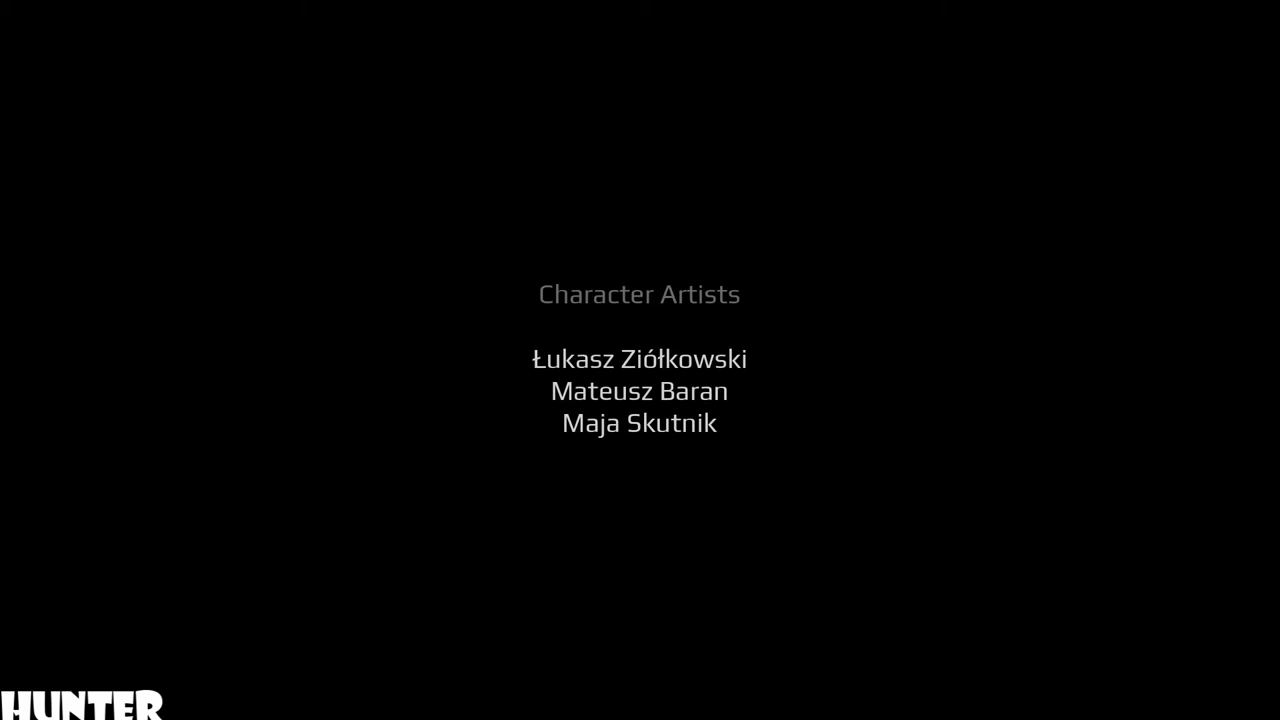 Character Artists
Łukasz Ziółkowski
Mateusz Baran
Maja Skutnik
HUNTER